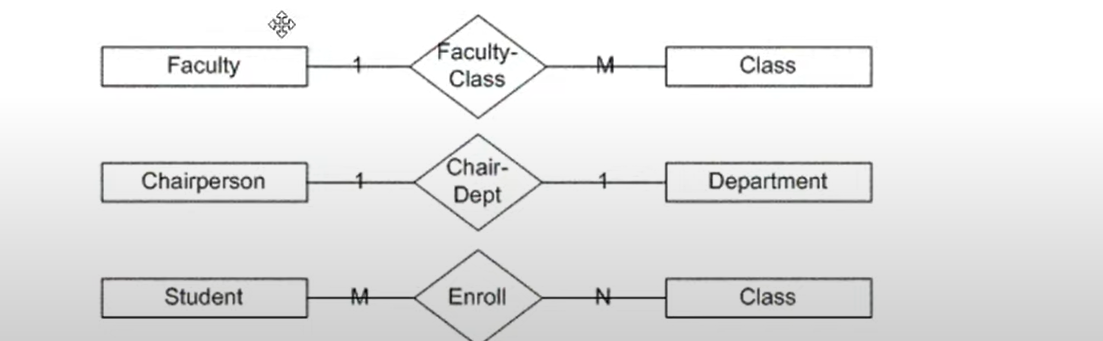 Faculty 1 Faculty- M Class
Class
Chairperson 1 Chair- 1 Department
Dept
Student M Enroll N Class